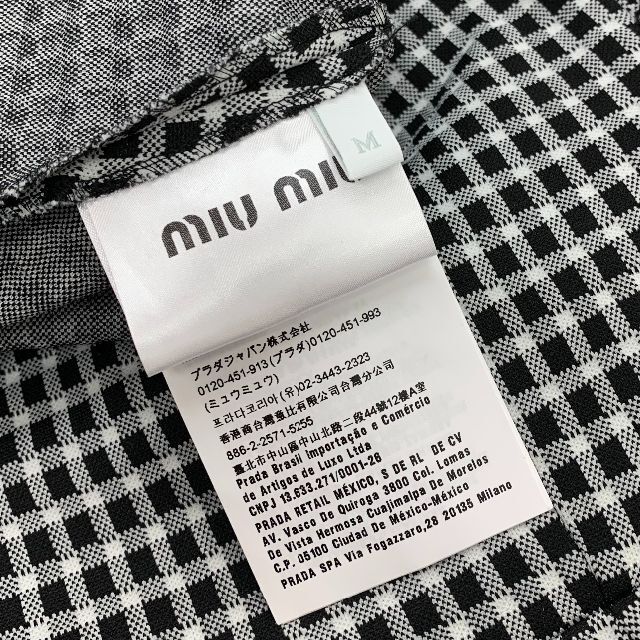 M
miu miu
プラダジャパン株式会社
0120-451-913(プラダ)0120-451-993
(ミュウミュウ)
프라다코리아(유)02-3443-2323
香港商台灣普比有限公司台灣分公司
886-2-2571-5255
臺北市中山區中山北路二段44號12樓A室
Prada Brasil Importação e Comércio
de Artigos de Luxo Ltda
CNPJ 13.533.271/0001-26
PRADA RETAIL MÉXICO, S DE RL DE CV
AV. Vasco De Quiroga 3800 Col. Lomas
De Vista Hermosa Cuajimalpa De Morelos
C.P. 05100 Ciudad De México-México
PRADA SPA Via Fogazzaro,28 20135 Milano